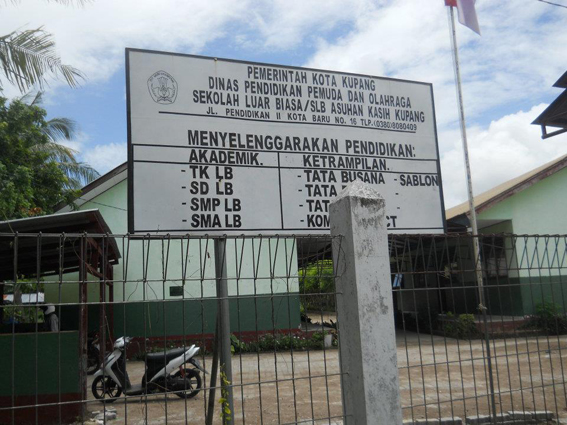 PEMERINTAH KOTA KUPANG
DINAS PENDIDIKAN PEMUDA DAN OLAHRAGA
SEKOLAH LUAR BIASA/SLB ASUHAN KASIH KUPANG
JL. PENDIDIKAN II KOTA BARU NO. 16 TLP.(0380)8080409
MENYELENGGARAKAN PENDIDIKAN:
AKADEMIK.
- TK LB
- SD LB
- SMP LB
- SMA LB
KETRAMPILAN.
- TATA BUSANA - SABLON
- TATA
- TAT
- KOM